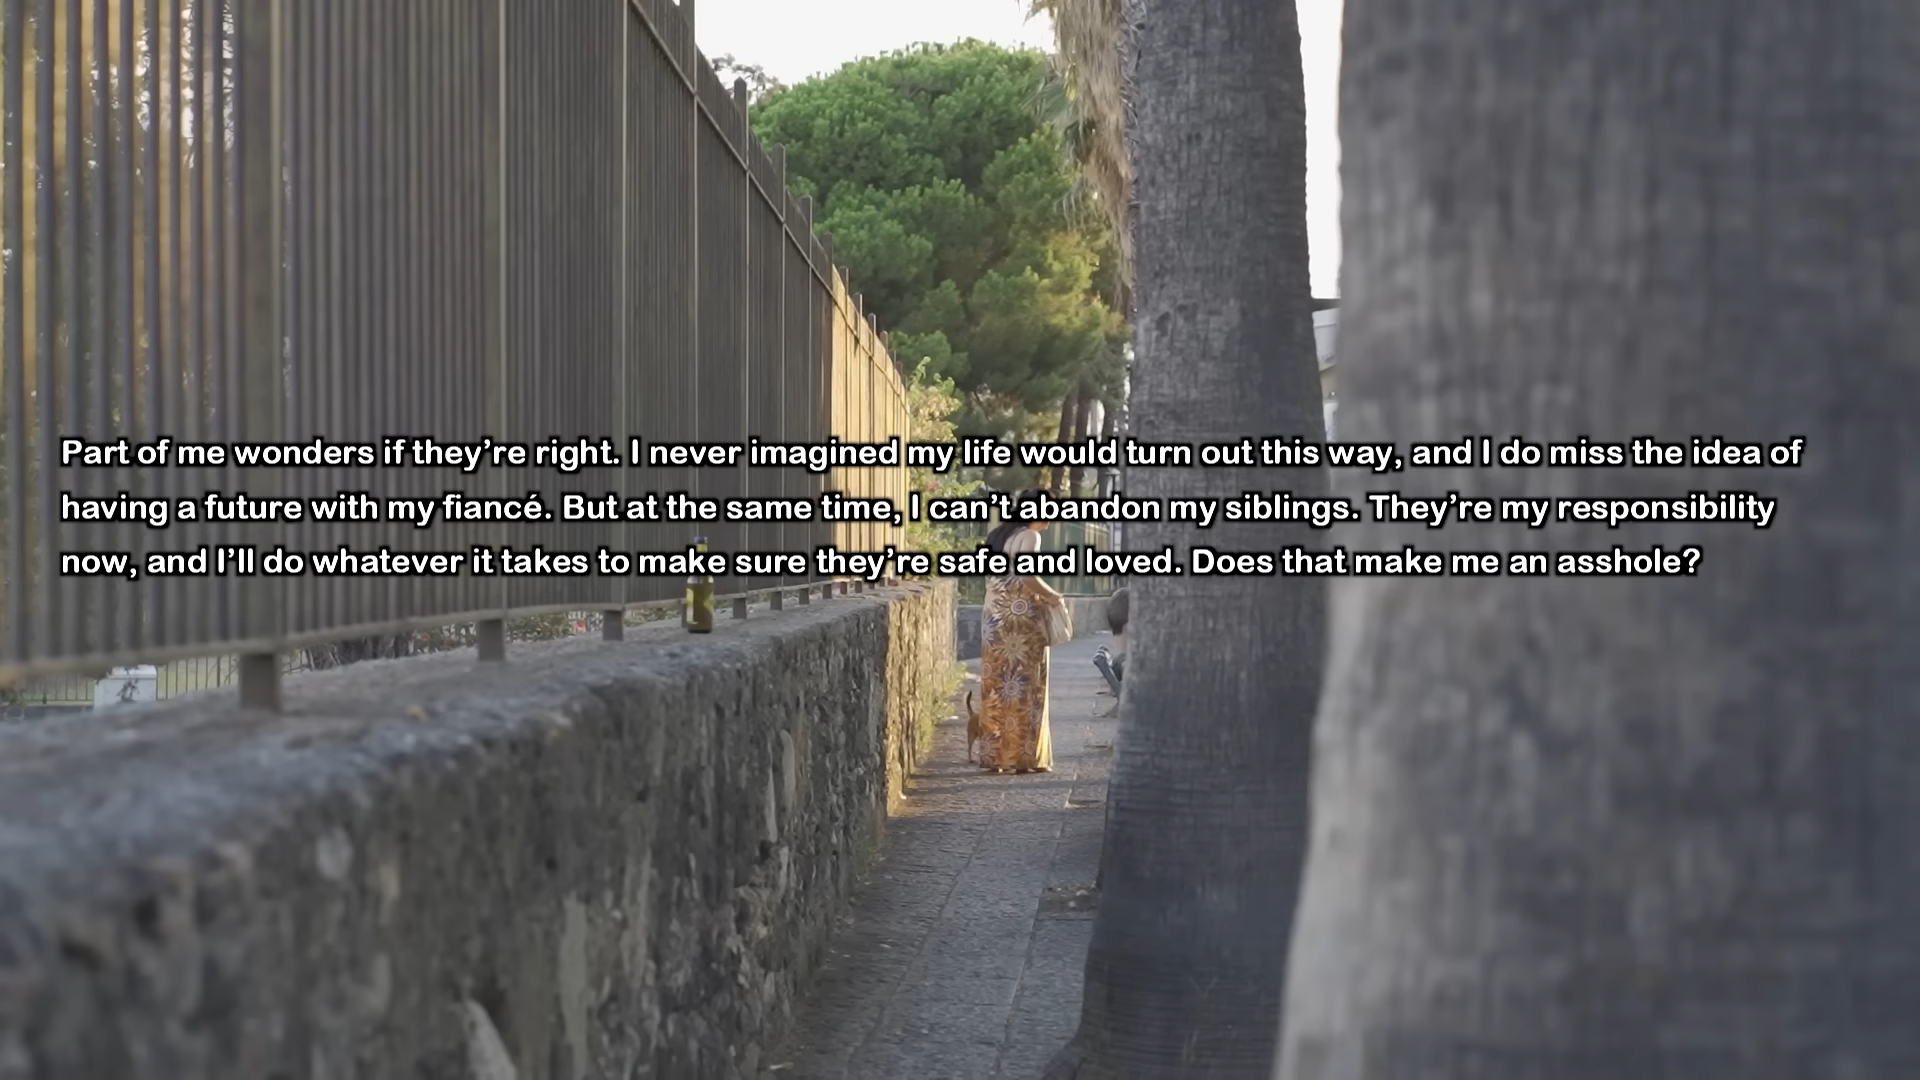 Part of me wonders if they’re right. I never imagined my life would turn out this way, and I do miss the idea of
having a future with my fiancé. But at the same time, I can’t abandon my siblings. They’re my responsibility
now, and I’ll do whatever it takes to make sure they’re safe and loved. Does that make me an asshole?